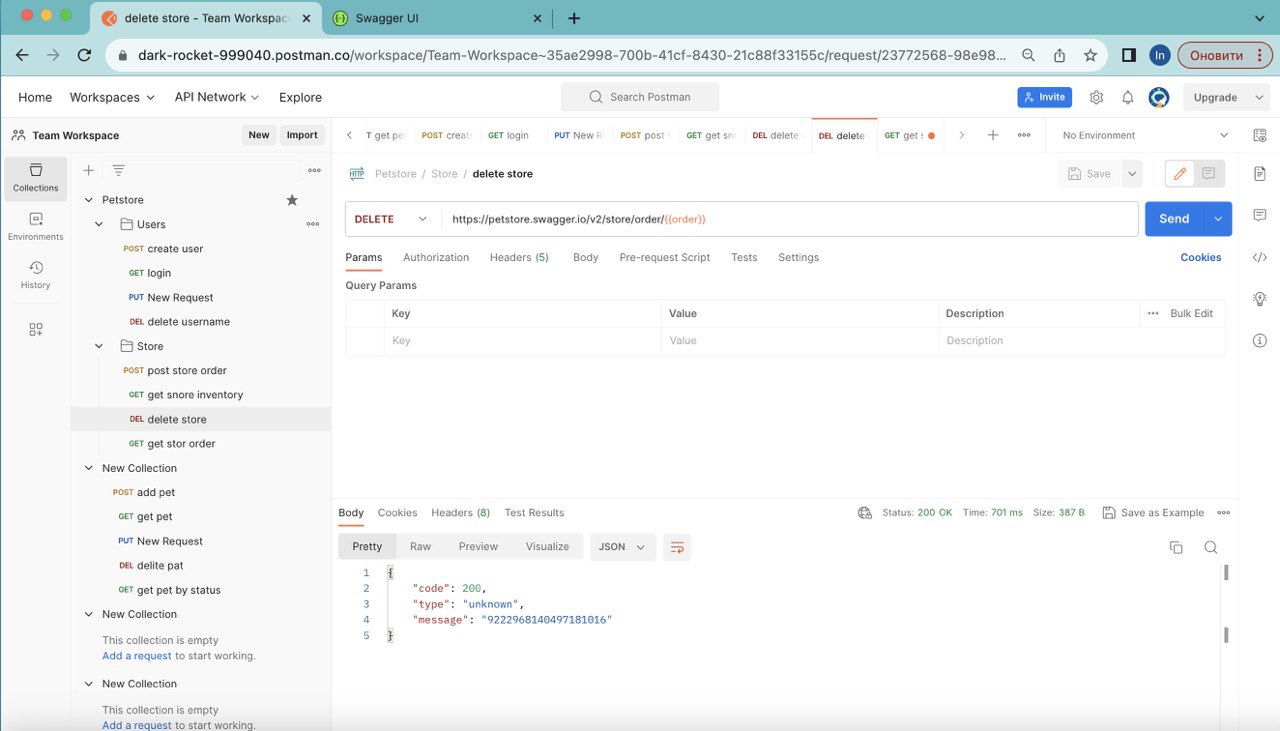 delete store - Team Workspac
Swagger UI
dark-rocket-999040.postman.co/workspace/Team-Workspace~35ae2998-700b-41cf-8430-21c88f33155c/request/23772568-98e98...
In
Оновити
Home Workspaces API Network Explore
Search Postman
Invite
Upgrade
Team Workspace
New Import
Collections
Environments
History
Petstore
Users
POST create user
GET login
PUT New Request
DEL delete username
Store
POST post store order
GET get snore inventory
DEL delete store
GET get stor order
New Collection
POST add pet
GET get pet
PUT New Request
DEL delite pat
GET get pet by status
New Collection
This collection is empty
Add a request to start working.
New Collection
This collection is empty
Add a request to start working.
T get pe POST create GET login PUT New R POST post s GET get sno DEL delete DEL delete GET get s
No Environment
HTTP Petstore / Store / delete store
Save
DELETE https://petstore.swagger.io/v2/store/order/{{order}}
Send
Params Authorization Headers (5) Body Pre-request Script Tests Settings Cookies
Query Params
Key Value Description ••• Bulk Edit
Key Value Description
Body Cookies Headers (8) Test Results
Status: 200 OK Time: 701 ms Size: 387 B
Save as Example
Pretty Raw Preview Visualize JSON
1 {
2 "code": 200,
3 "type": "unknown",
4 "message": "9222968140497181016"
5 }